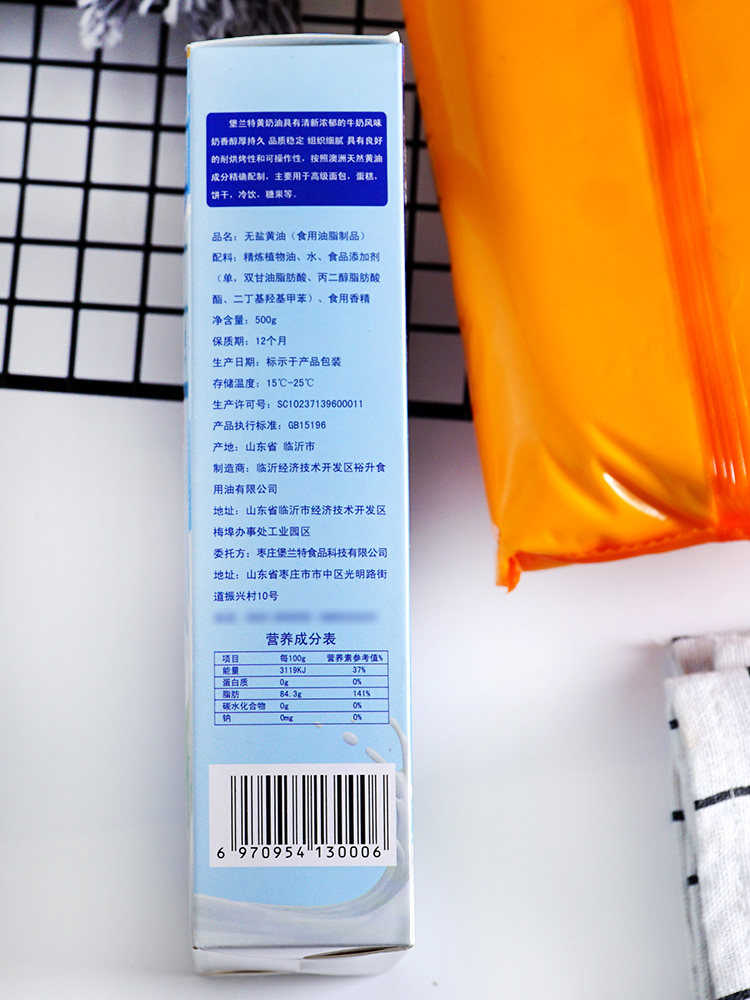 堡兰特黄奶油具有清新浓郁的牛奶风味
奶香醇厚持久 品质稳定 组织细腻 具有良好
的耐烘烤性和可操作性，按照澳洲天然黄油
成分精确配制，主要用于高级面包，蛋糕，
饼干、冷饮，糖果等。
品名：无盐黄油（食用油脂制品）
配料：精炼植物油、水、食品添加剂
（单，双甘油脂肪酸、丙二醇脂肪酸
酯、二丁基羟基甲苯）、食用香精
净含量：500g
保质期：12个月
生产日期：标示于产品包装
存储温度：15℃-25℃
生产许可号：SC10237139600011
产品执行标准：GB15196
产地：山东省 临沂市
制造商：临沂经济技术开发区裕升食
用油有限公司
地址：山东省临沂市经济技术开发区
梅埠办事处工业园区
委托方：枣庄堡兰特食品科技有限公司
地址：山东省枣庄市市中区光明路街
道振兴村10号
营养成分表
项目 每100g 营养素参考值%
能量 3119KJ 37%
蛋白质 0g 0%
脂肪 84.3g 141%
碳水化合物 0g 0%
钠 0mg 0%
6 970954 130006